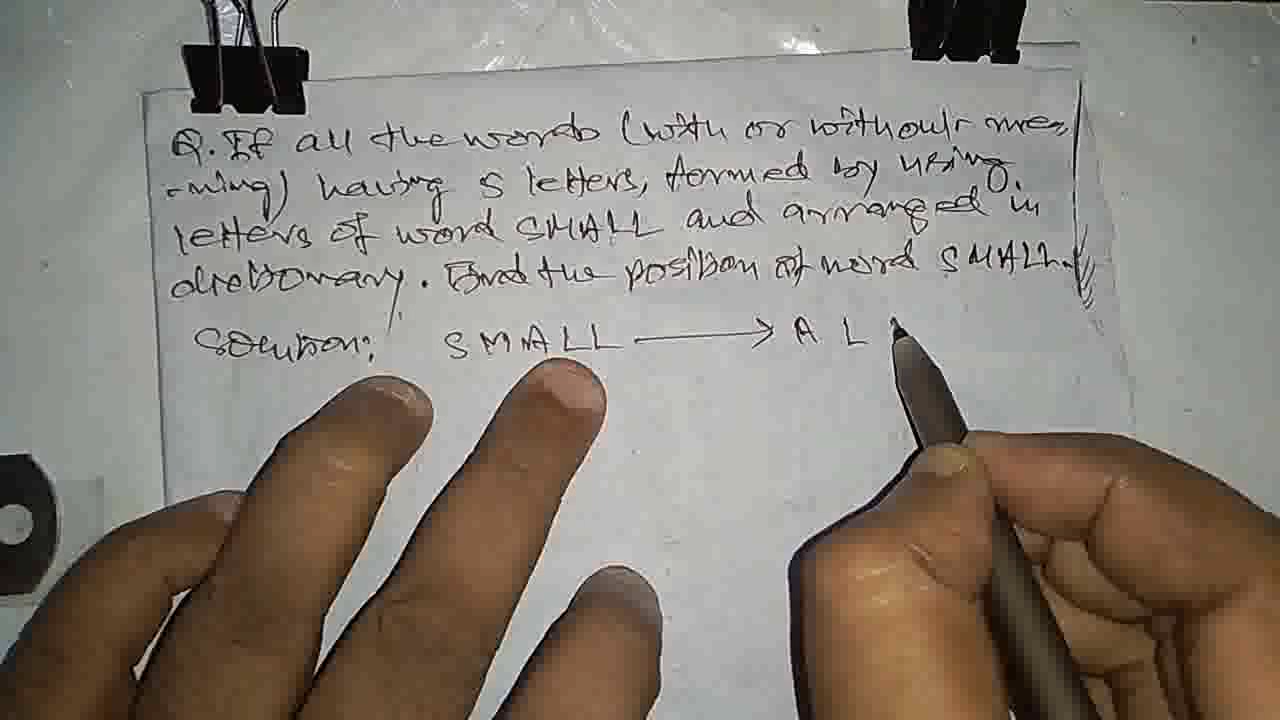 Q. If all the words (with or without mea
-ning) having 5 letters, formed by using
letters of word SMALL and arranged in
dictionary. Find the position of word SMALL.
Solution: SMALL → A L